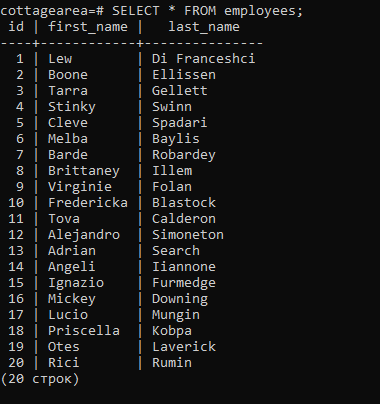 cottagearea=# SELECT * FROM employees;
 id | first_name |   last_name
----+------------+---------------
  1 | Lew        | Di Franceshci
  2 | Boone      | Ellissen
  3 | Tarra      | Gellett
  4 | Stinky     | Swinn
  5 | Cleve      | Spadari
  6 | Melba      | Baylis
  7 | Barde      | Robardey
  8 | Brittaney  | Illem
  9 | Virginie   | Folan
 10 | Fredericka | Blastock
 11 | Tova       | Calderon
 12 | Alejandro  | Simoneton
 13 | Adrian     | Search
 14 | Angeli     | Iiannone
 15 | Ignazio    | Furmedge
 16 | Mickey     | Downing
 17 | Lucio      | Mungin
 18 | Priscella  | Kobpa
 19 | Otes       | Laverick
 20 | Rici       | Rumin
(20 строк)